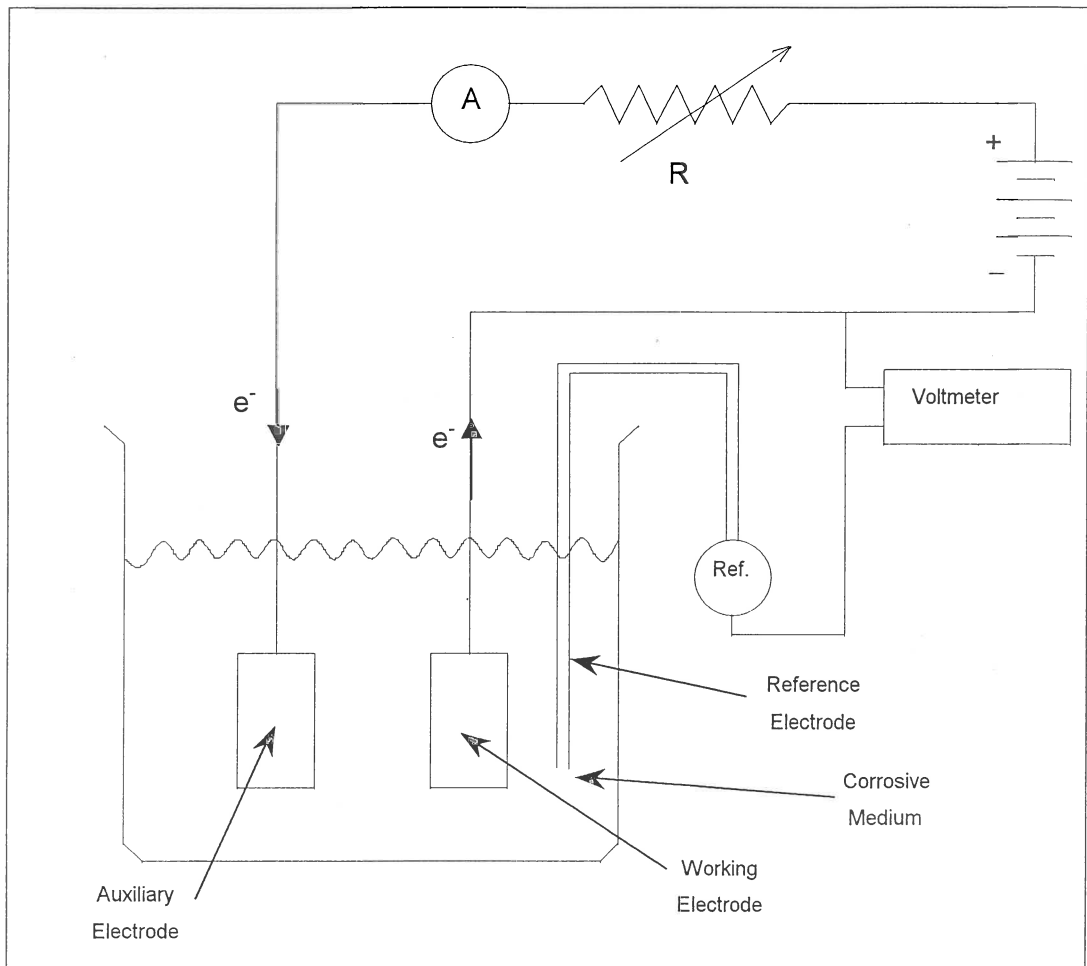 A
R
+
−
Voltmeter
e-
e-
Ref.
Reference
Electrode
Corrosive
Medium
Working
Electrode
Auxiliary
Electrode